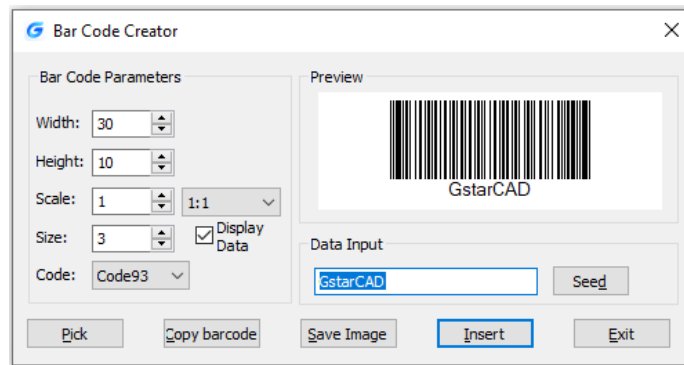 Bar Code Creator
Bar Code Parameters
Width: 30
Height: 10
Scale: 1 1:1
Size: 3 Display
Data
Code: Code93
Preview
GstarCAD
Data Input
GstarCAD Seed
Pick Copy barcode Save Image Insert Exit